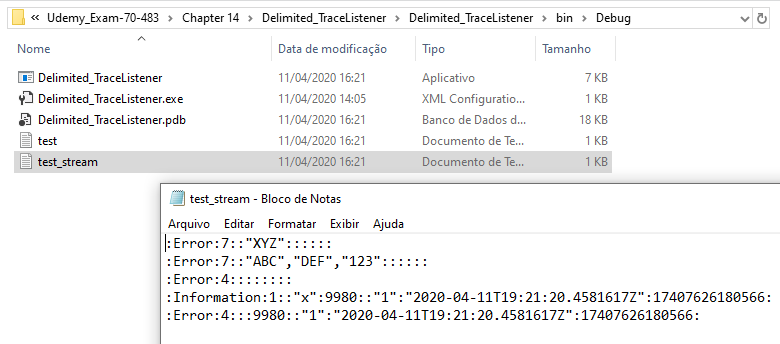 « Udemy_Exam-70-483 > Chapter 14 > Delimited_TraceListener > Delimited_TraceListener > bin > Debug
Nome Data de modificação Tipo Tamanho
Delimited_TraceListener 11/04/2020 16:21 Aplicativo 7 KB
Delimited_TraceListener.exe 11/04/2020 14:05 XML Configuratio... 1 KB
Delimited_TraceListener.pdb 11/04/2020 16:21 Banco de Dados d... 18 KB
test 11/04/2020 16:21 Documento de Te... 1 KB
test_stream 11/04/2020 16:21 Documento de Te... 1 KB
test_stream - Bloco de Notas
Arquivo Editar Formatar Exibir Ajuda
:Error:7::"XYZ"::::::
:Error:7::"ABC","DEF","123"::::::
:Error:4::::::::
:Information:1::"x":9980::"1":"2020-04-11T19:21:20.4581617Z":17407626180566:
:Error:4:::9980::"1":"2020-04-11T19:21:20.4581617Z":17407626180566: